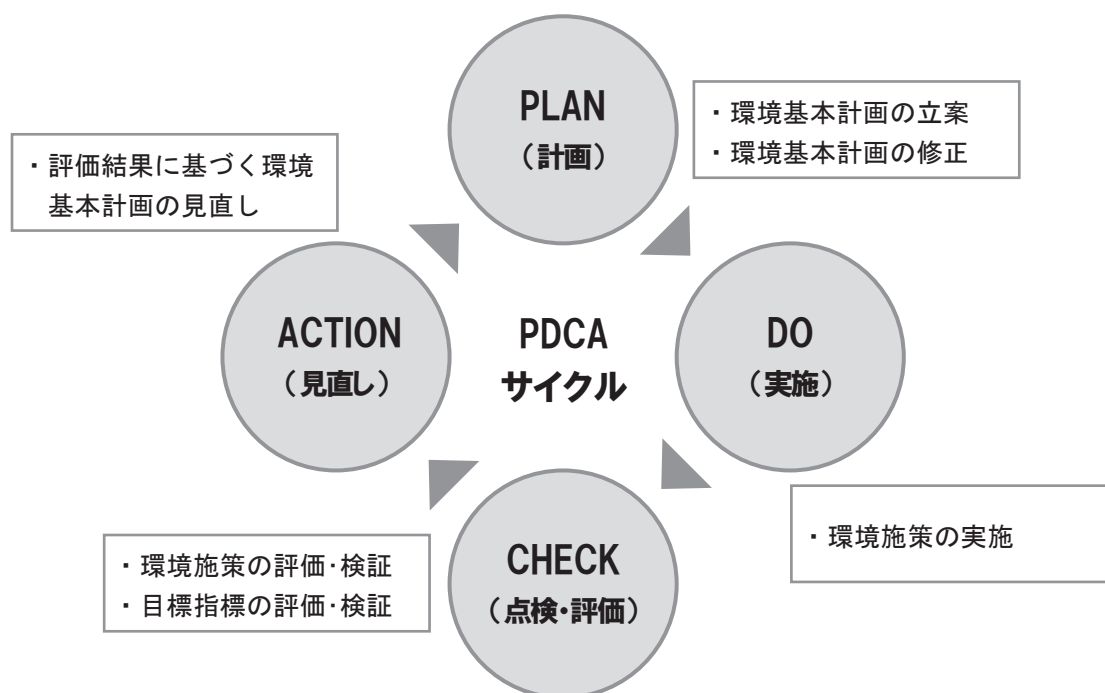 PLAN
（計画）
・環境基本計画の立案
・環境基本計画の修正
・評価結果に基づく環境
基本計画の見直し
ACTION
（見直し）
PDCA
サイクル
DO
（実施）
・環境施策の実施
CHECK
（点検・評価）
・環境施策の評価・検証
・目標指標の評価・検証